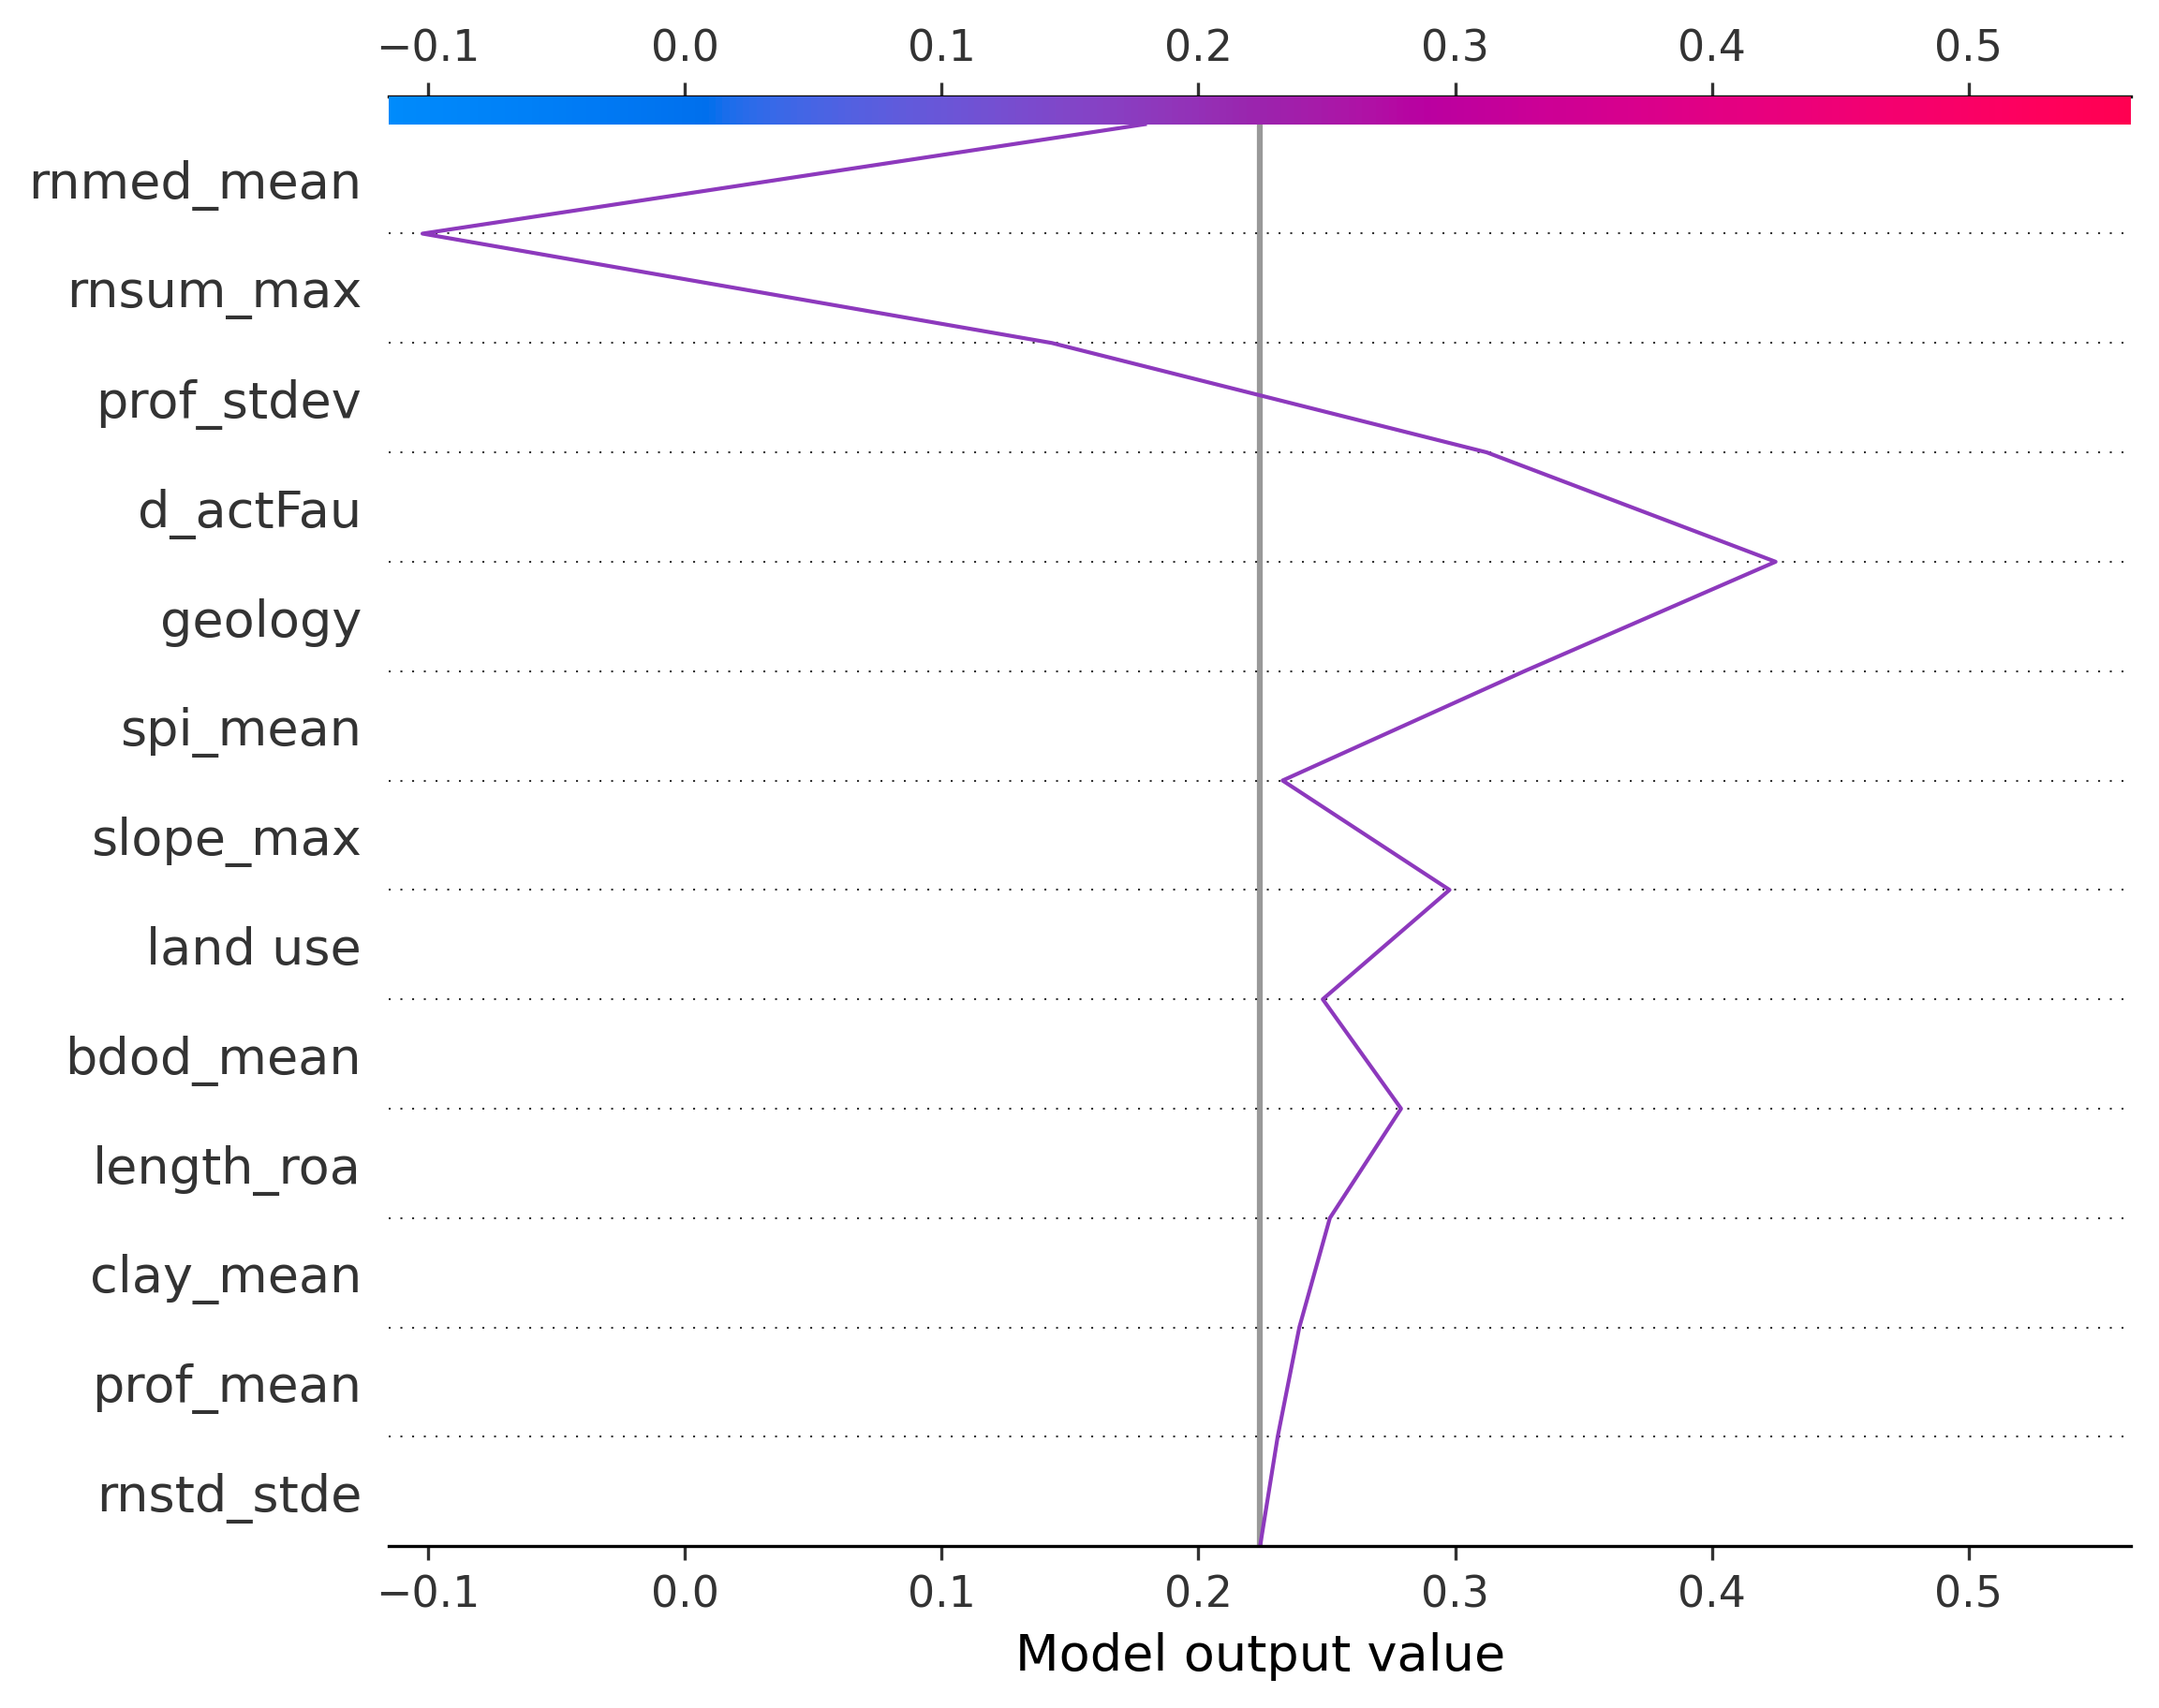 −0.1 0.0 0.1 0.2 0.3 0.4 0.5
rnmed_mean
rnsum_max
prof_stdev
d_actFau
geology
spi_mean
slope_max
land use
bdod_mean
length_roa
clay_mean
prof_mean
rnstd_stde
−0.1 0.0 0.1 0.2 0.3 0.4 0.5
Model output value